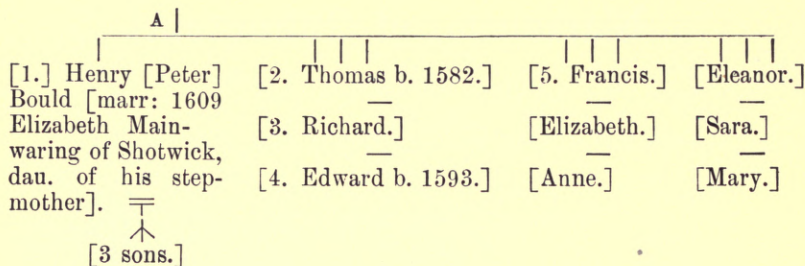 A
[1.] Henry [Peter] [2. Thomas b. 1582.] [5. Francis.] [Eleanor.]
Bould [marr: 1609
Elizabeth Main- [3. Richard.] [Elizabeth.] [Sara.]
waring of Shotwick,
dau. of his step- [4. Edward b. 1593.] [Anne.] [Mary.]
mother].
[3 sons.]